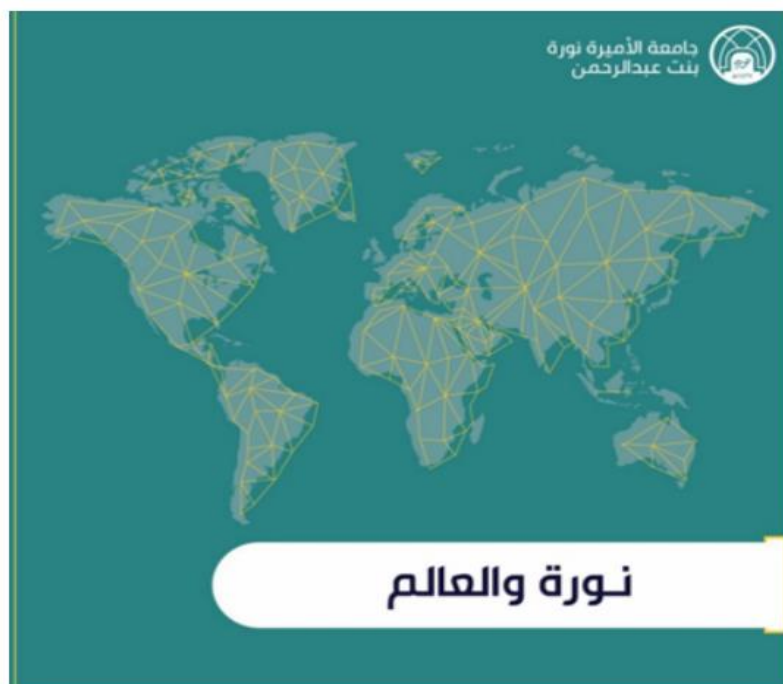 جامعة الأميرة نورة
بنت عبدالرحمن
نـورة والعالم